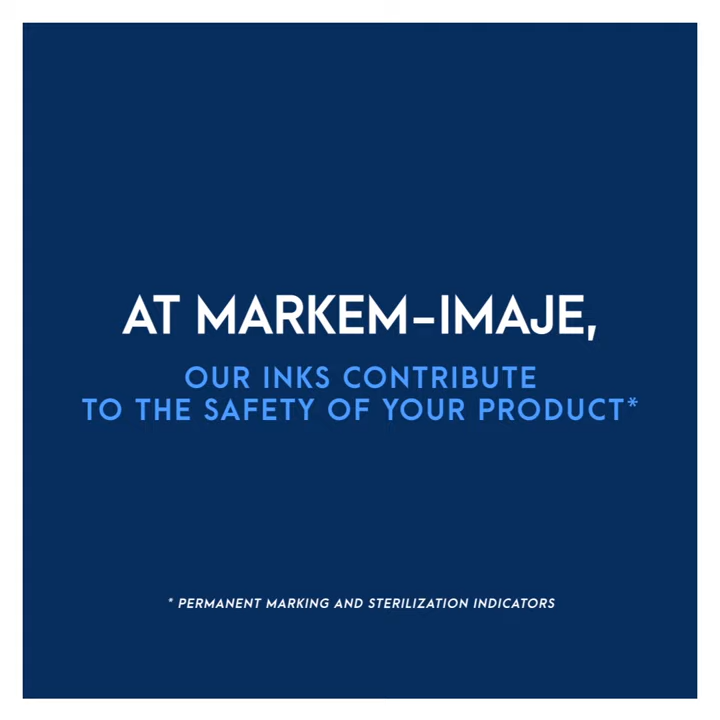 AT MARKEM-IMAJE,
OUR INKS CONTRIBUTE
TO THE SAFETY OF YOUR PRODUCT*
* PERMANENT MARKING AND STERILIZATION INDICATORS